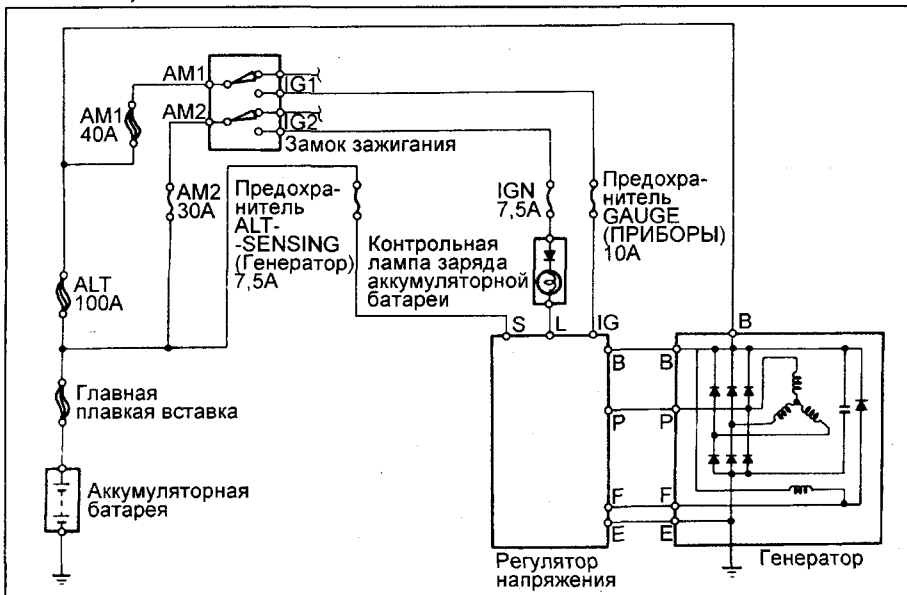 AM1
IG1
AM1
40A
AM2
IG2
Замок зажигания
AM2
30A
Предохра-
нитель
ALT-
-SENSING
(Генератор)
7,5A
IGN
7,5A
Предохра-
нитель
GAUGE
(ПРИБОРЫ)
10A
Контрольная
лампа заряда
аккумуляторной
батареи
ALT
100A
S
L
IG
B
B
B
P
P
F
F
E
E
Главная
плавкая вставка
Аккумуляторная
батарея
Регулятор
напряжения
Генератор